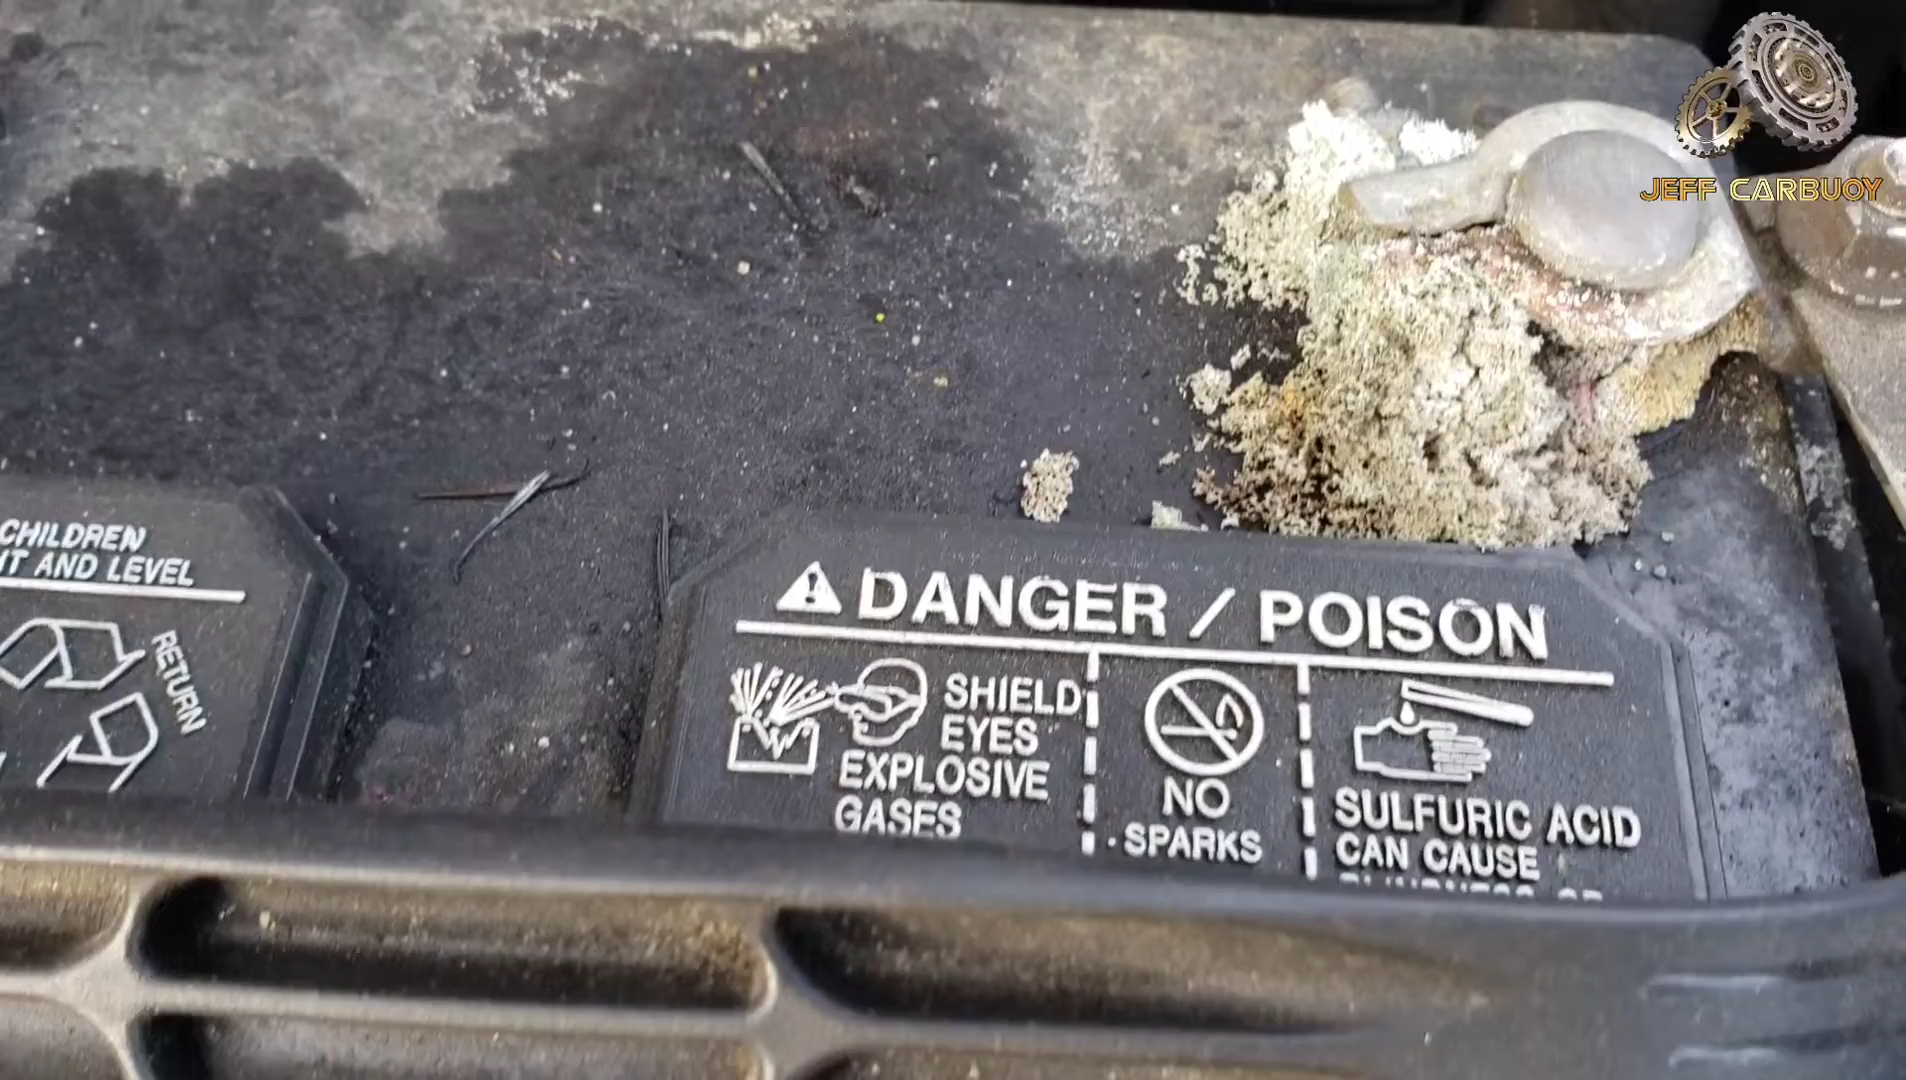 JEFF CARBUOY
CHILDREN
IT AND LEVEL
RETURN
DANGER / POISON
SHIELD
EYES
EXPLOSIVE
GASES
NO
SPARKS
SULFURIC ACID
CAN CAUSE